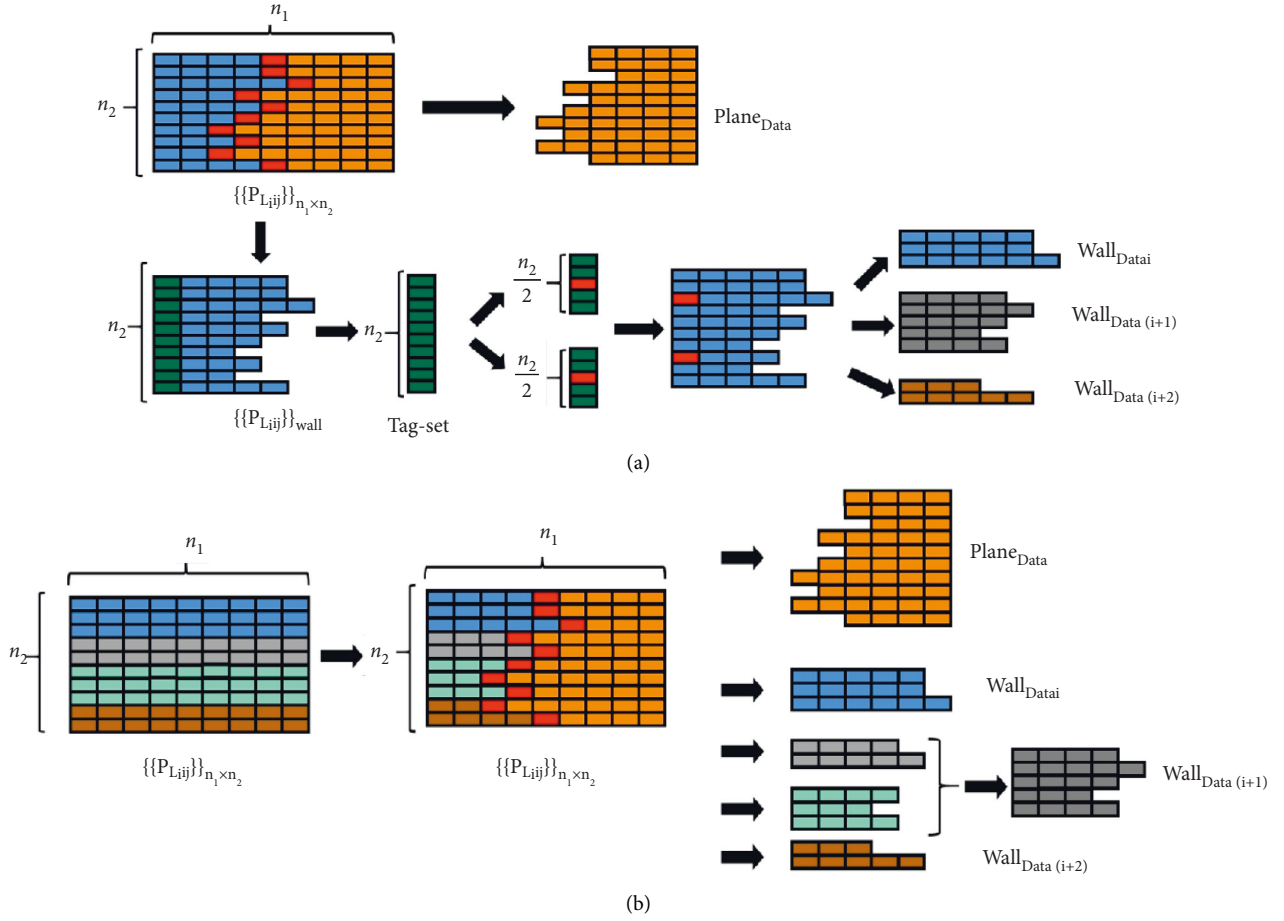 n1
n2
PlaneData
{{PLiij}}n1×n2
n2
{{PLiij}}wall
n2
Tag-set
n2
2
n2
2
WallDatai
WallData (i+1)
WallData (i+2)
(a)
n1
n2
{{PLiij}}n1×n2
n1
n2
{{PLiij}}n1×n2
PlaneData
WallDatai
WallData (i+1)
WallData (i+2)
(b)